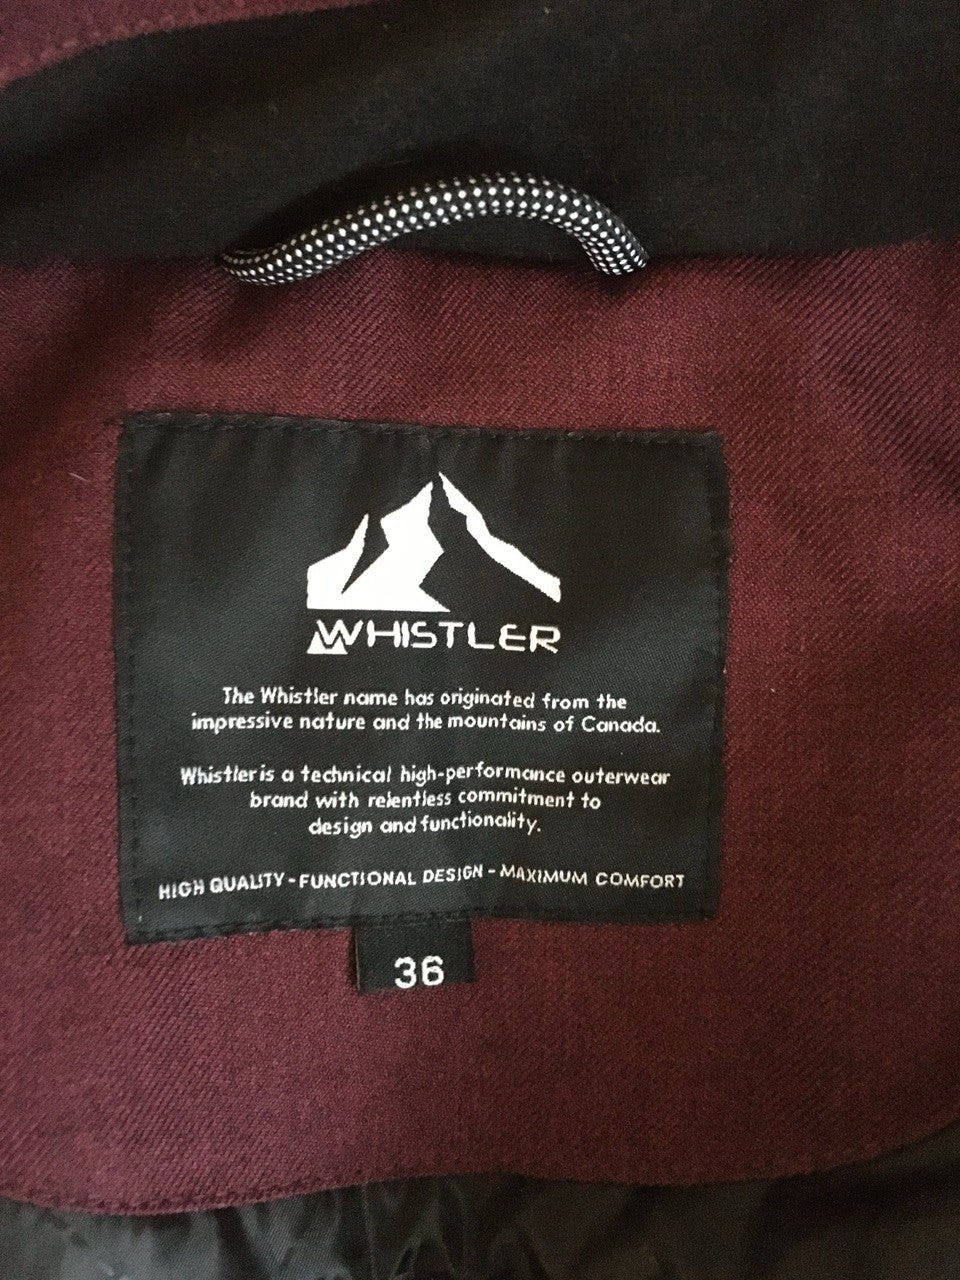 WHISTLER
The Whistler name has originated from the
impressive nature and the mountains of Canada.
Whistler is a technical high-performance outerwear
brand with relentless commitment to
design and functionality.
HIGH QUALITY - FUNCTIONAL DESIGN - MAXIMUM COMFORT
36